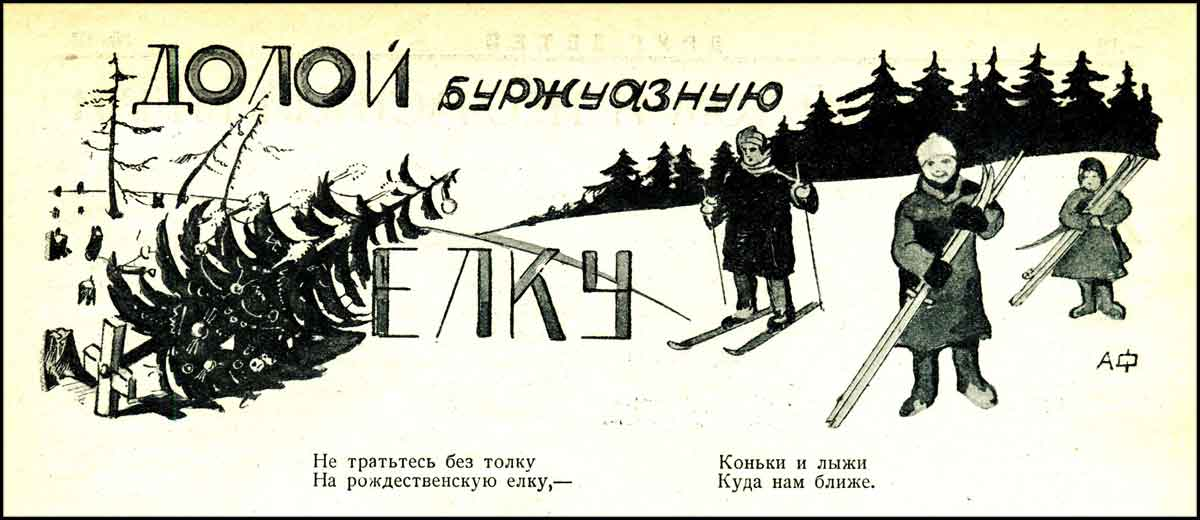 ДОЛОЙ буржуазную
ЕЛКУ
АФ
Не тратьтесь без толку
На рождественскую елку,—
Коньки и лыжи
Куда нам ближе.